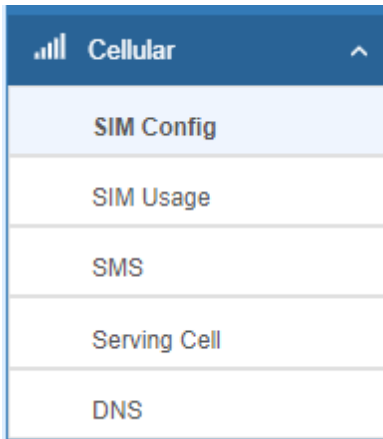 Cellular
SIM Config
SIM Usage
SMS
Serving Cell
DNS